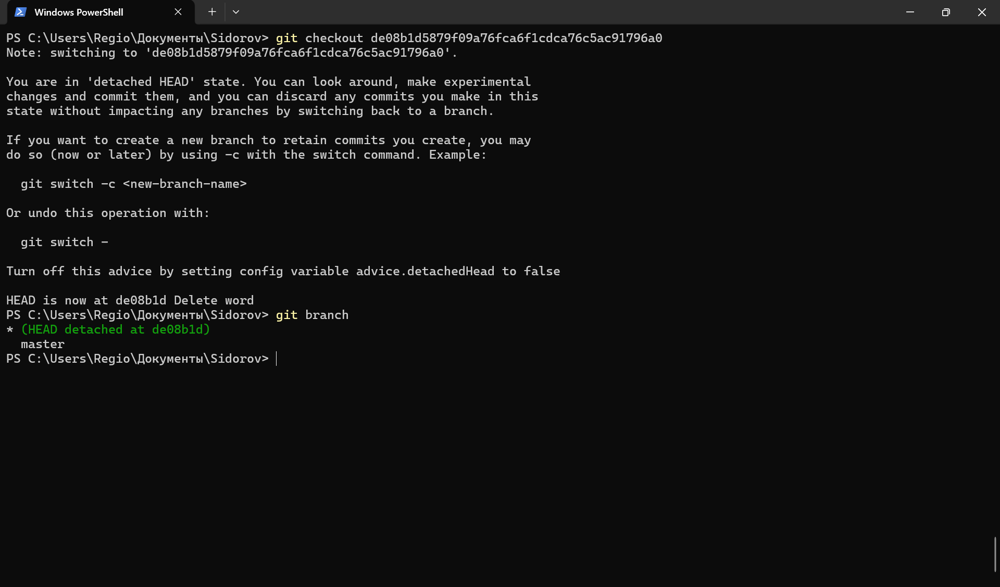 Windows PowerShell
PS C:\Users\Regio\Документы\Sidorov> git checkout de08b1d5879f09a76fca6f1cdca76c5ac91796a0
Note: switching to 'de08b1d5879f09a76fca6f1cdca76c5ac91796a0'.
You are in 'detached HEAD' state. You can look around, make experimental
changes and commit them, and you can discard any commits you make in this
state without impacting any branches by switching back to a branch.
If you want to create a new branch to retain commits you create, you may
do so (now or later) by using -c with the switch command. Example:
git switch -c <new-branch-name>
Or undo this operation with:
git switch -
Turn off this advice by setting config variable advice.detachedHead to false
HEAD is now at de08b1d Delete word
PS C:\Users\Regio\Документы\Sidorov> git branch
* (HEAD detached at de08b1d)
master
PS C:\Users\Regio\Документы\Sidorov>